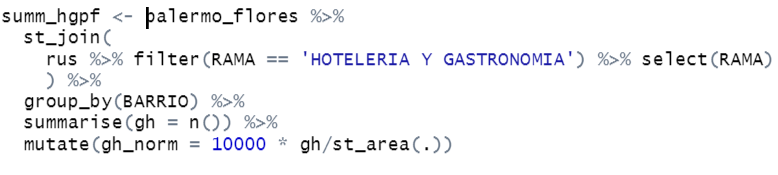 summ_hgpf <- palermo_flores %>%
st_join(
rus %>% filter(RAMA == 'HOTELERIA Y GASTRONOMIA') %>% select(RAMA)
) %>%
group_by(BARRIO) %>%
summarise(gh = n()) %>%
mutate(gh_norm = 10000 * gh/st_area(.))